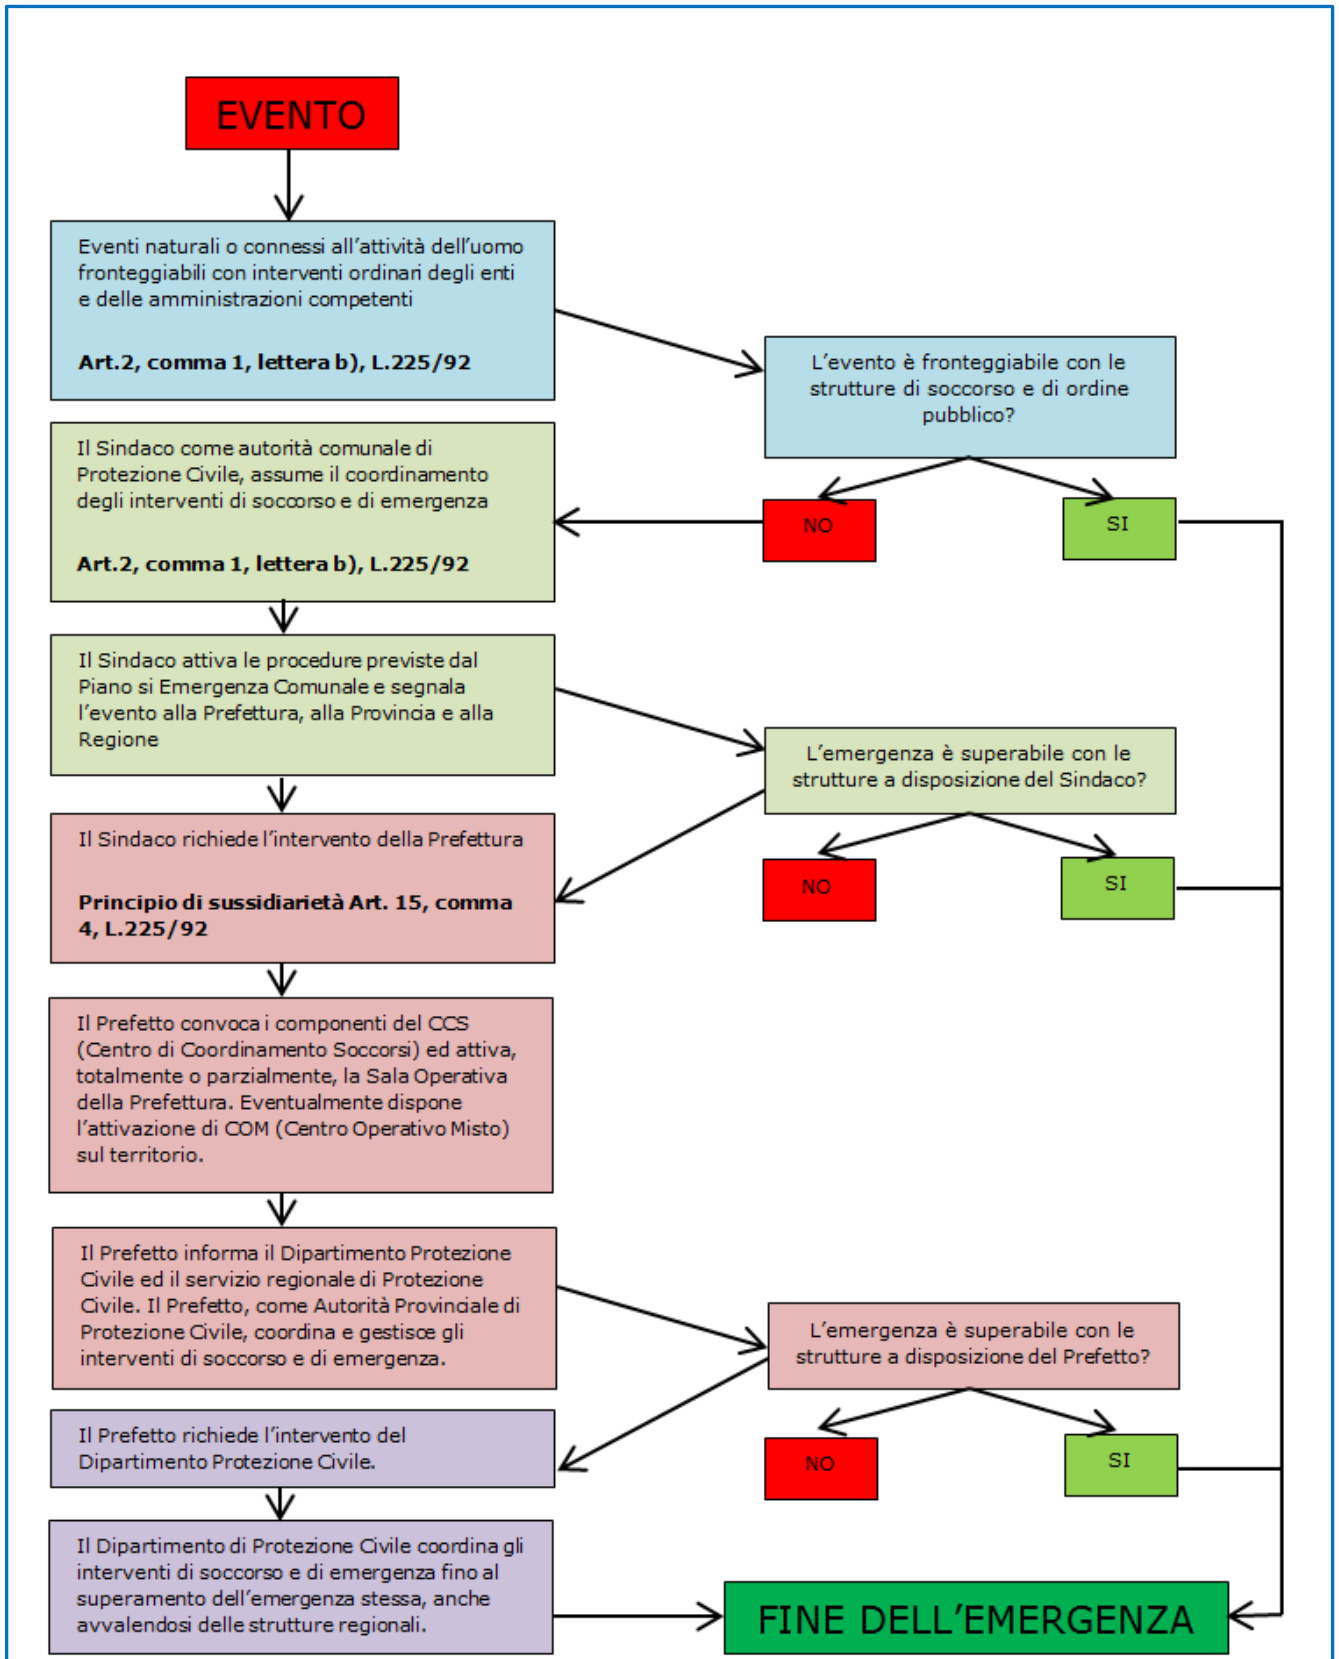 EVENTO
Eventi naturali o connessi all'attività dell'uomo
fronteggiabili con interventi ordinari degli enti
e delle amministrazioni competenti
Art.2, comma 1, lettera b), L.225/92
L'evento è fronteggiabile con le
strutture di soccorso e di ordine
pubblico?
NO
SI
Il Sindaco come autorità comunale di
Protezione Civile, assume il coordinamento
degli interventi di soccorso e di emergenza
Art.2, comma 1, lettera b), L.225/92
Il Sindaco attiva le procedure previste dal
Piano si Emergenza Comunale e segnala
l'evento alla Prefettura, alla Provincia e alla
Regione
L'emergenza è superabile con le
strutture a disposizione del Sindaco?
NO
SI
Il Sindaco richiede l'intervento della Prefettura
Principio di sussidiarietà Art. 15, comma
4, L.225/92
Il Prefetto convoca i componenti del CCS
(Centro di Coordinamento Soccorsi) ed attiva,
totalmente o parzialmente, la Sala Operativa
della Prefettura. Eventualmente dispone
l'attivazione di COM (Centro Operativo Misto)
sul territorio.
Il Prefetto informa il Dipartimento Protezione
Civile ed il servizio regionale di Protezione
Civile. Il Prefetto, come Autorità Provinciale di
Protezione Civile, coordina e gestisce gli
interventi di soccorso e di emergenza.
L'emergenza è superabile con le
strutture a disposizione del Prefetto?
NO
SI
Il Prefetto richiede l'intervento del
Dipartimento Protezione Civile.
Il Dipartimento di Protezione Civile coordina gli
interventi di soccorso e di emergenza fino al
superamento dell'emergenza stessa, anche
avvalendosi delle strutture regionali.
FINE DELL'EMERGENZA